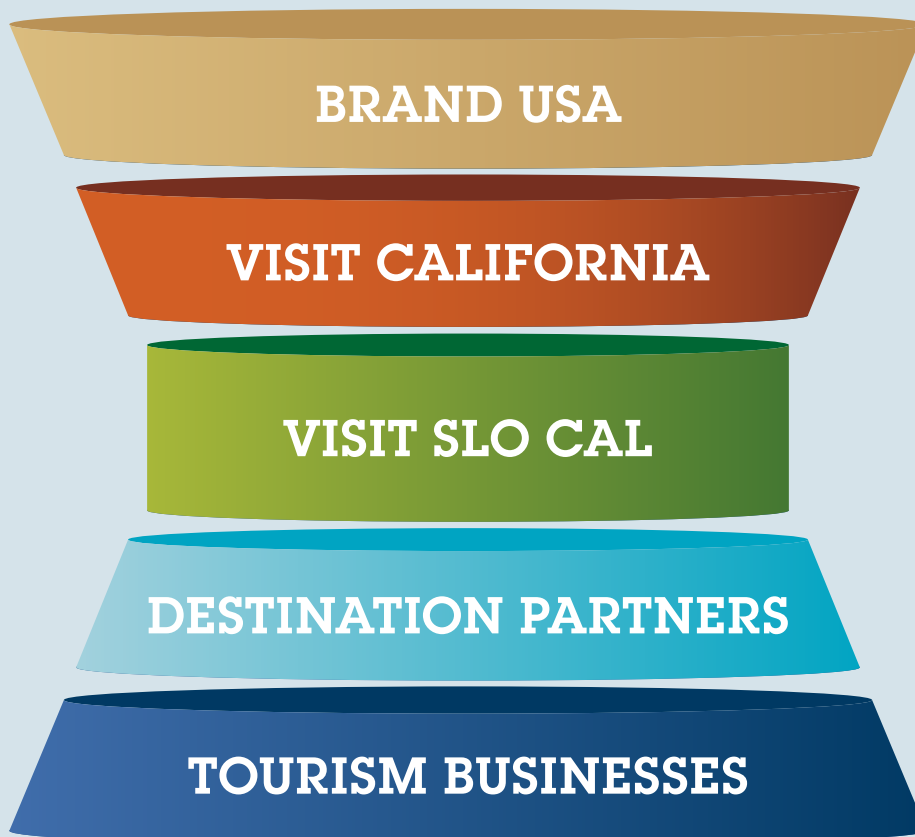 BRAND USA
VISIT CALIFORNIA
VISIT SLO CAL
DESTINATION PARTNERS
TOURISM BUSINESSES